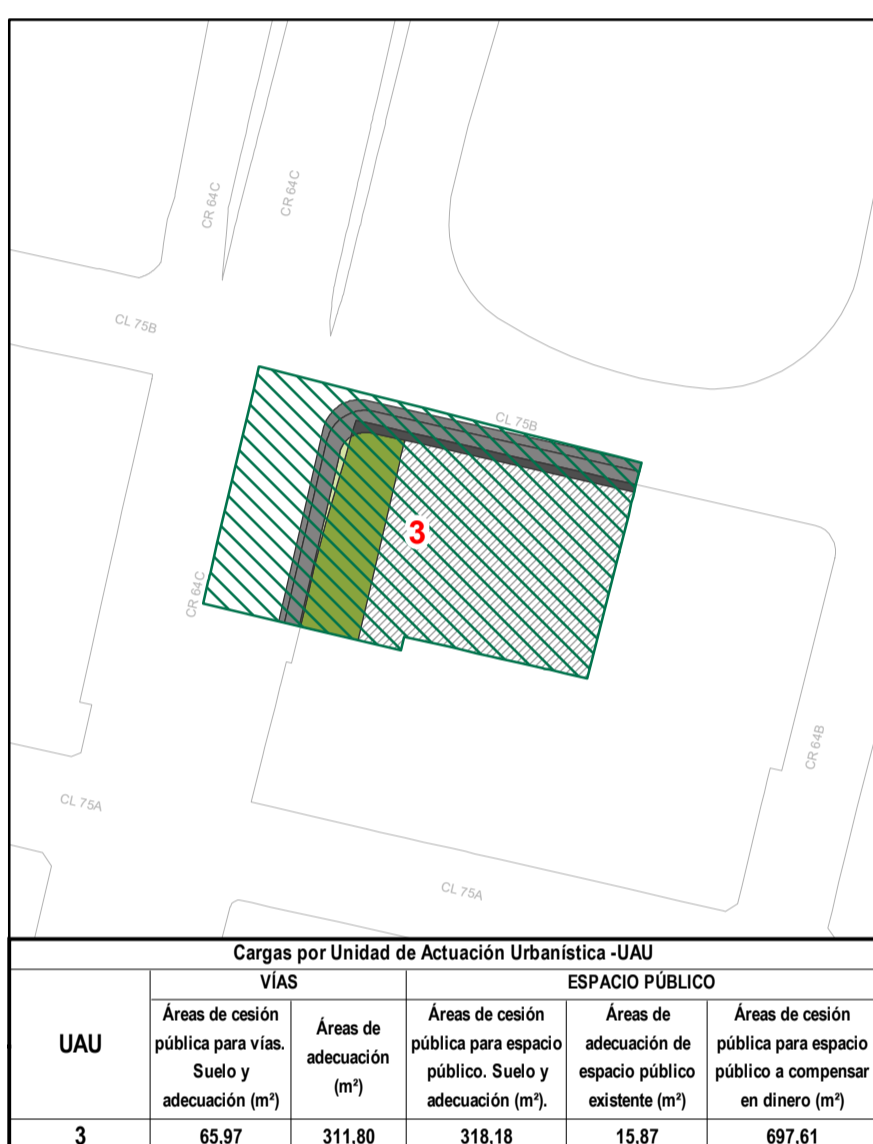 CR 64C
CR 64C
CL 75B
CL 75B
3
CR 64C
CR 64B
CL 75A
CL 75A
Cargas por Unidad de Actuación Urbanística -UAU
UAU
VÍAS
ESPACIO PÚBLICO
Áreas de cesión
pública para vías.
Suelo y
adecuación (m²)
Áreas de
adecuación
(m²)
Áreas de cesión
pública para espacio
público. Suelo y
adecuación (m²).
Áreas de
adecuación de
espacio público
existente (m²)
Áreas de cesión
pública para espacio
público a compensar
en dinero (m²)
3 65.97 311.80 318.18 15.87 697.61